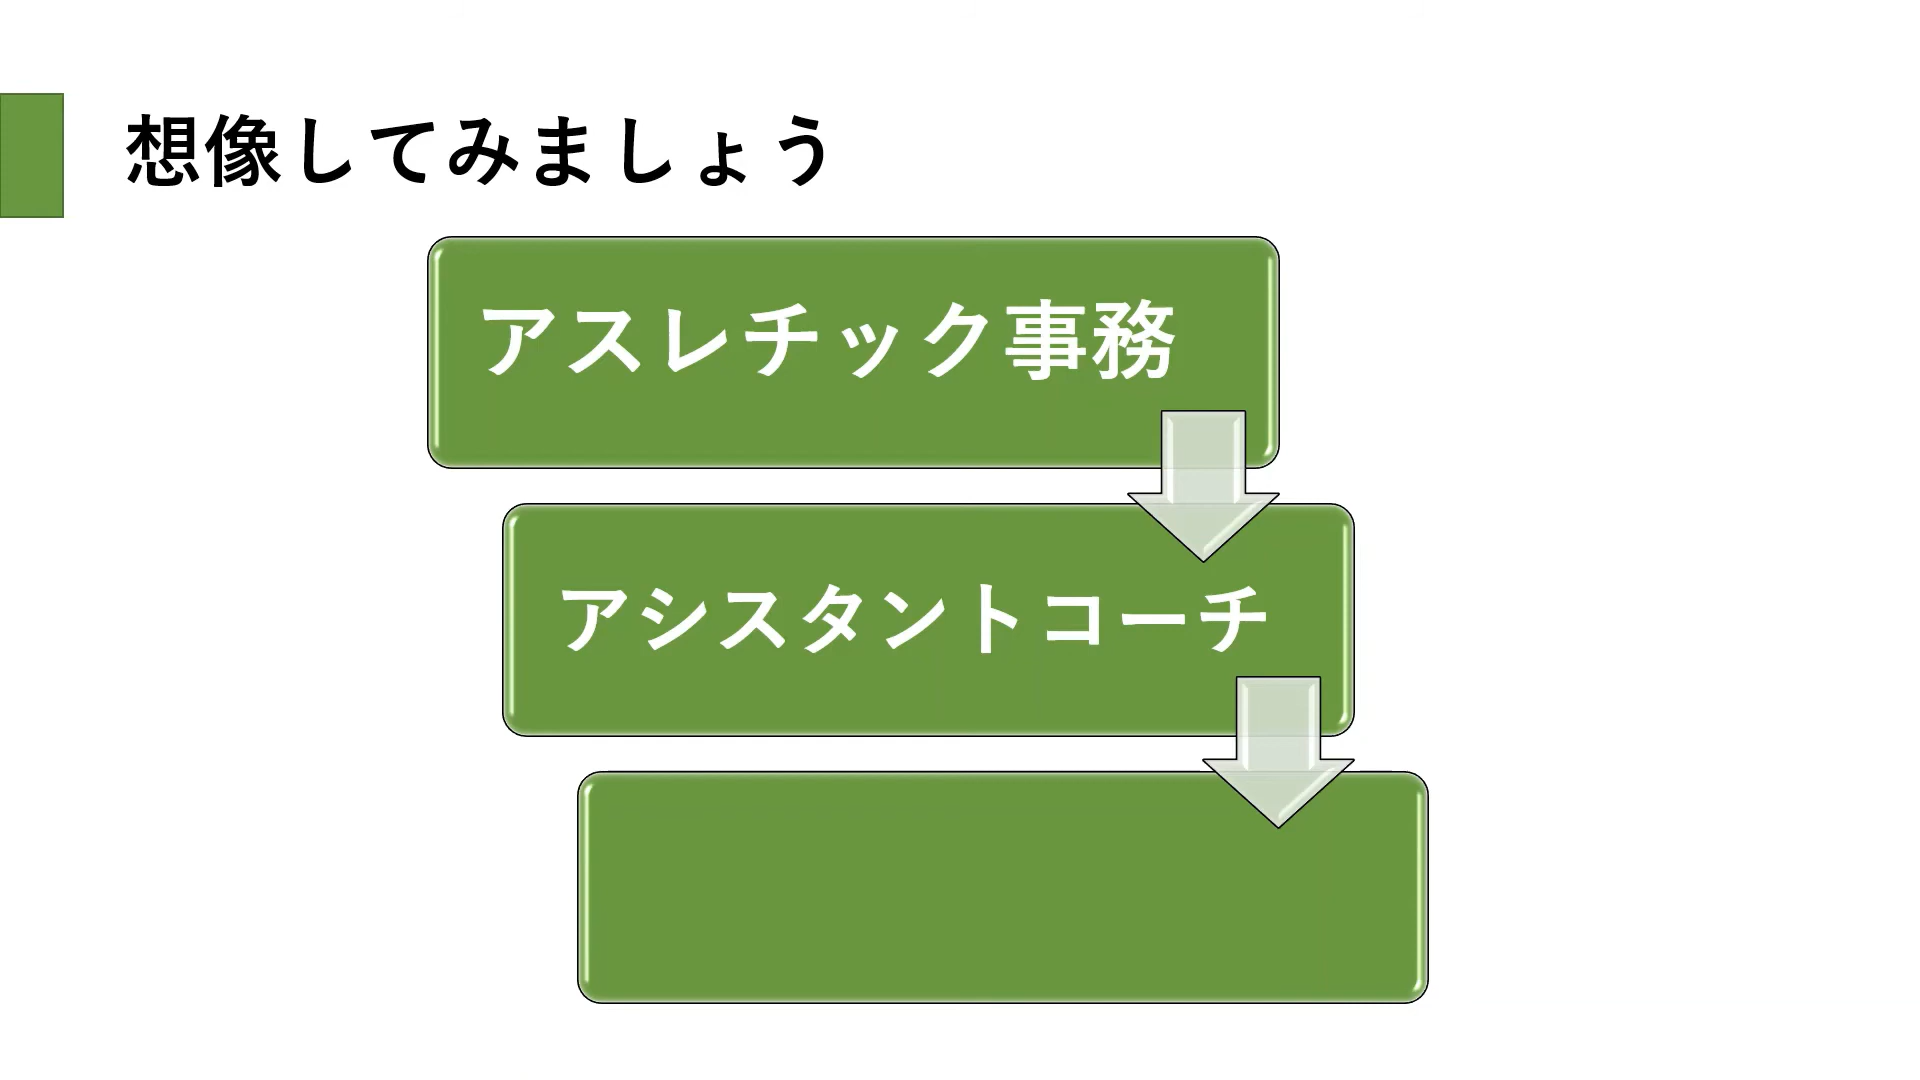 想像してみましょう
アスレチック事務
アシスタントコーチ